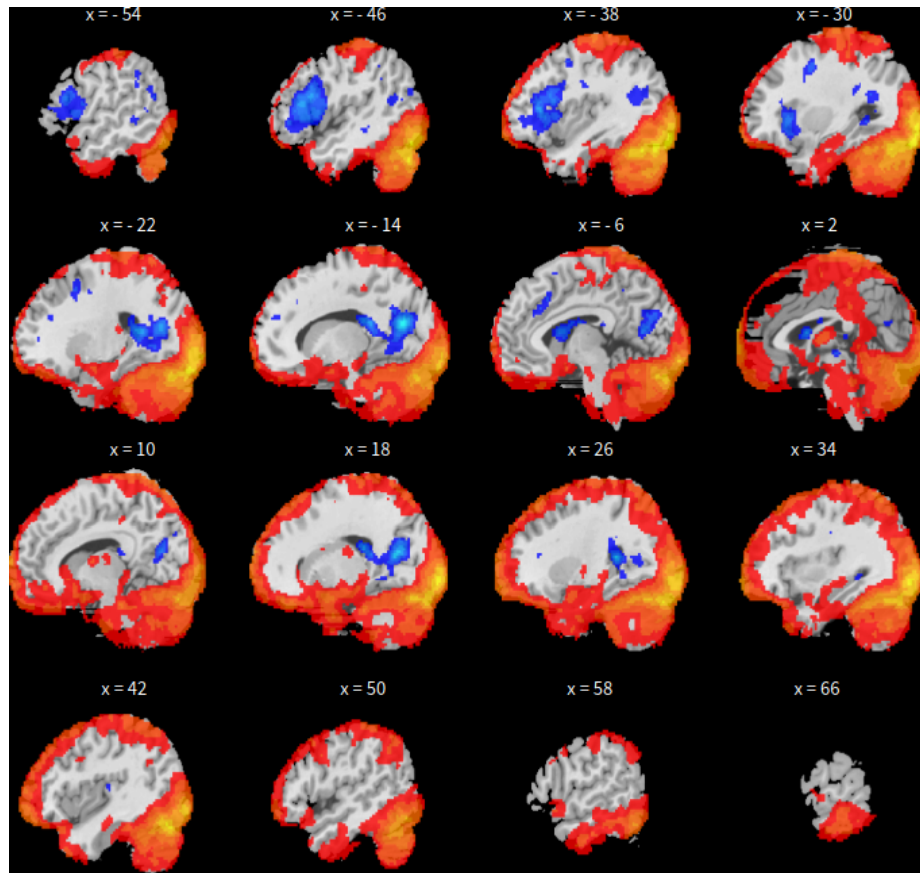 x = - 54 x = - 46 x = - 38 x = - 30
x = - 22 x = - 14 x = - 6 x = 2
x = 10 x = 18 x = 26 x = 34
x = 42 x = 50 x = 58 x = 66